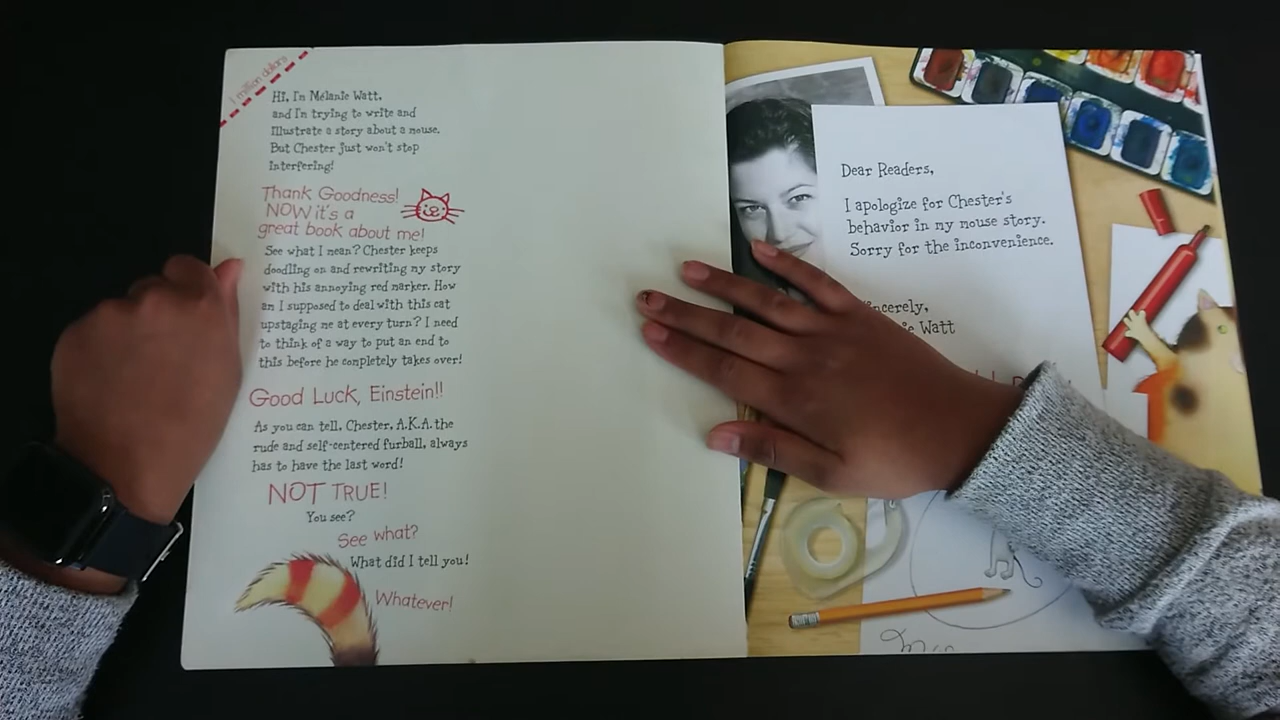 1 million dollars
Hi, I'm Mélanie Watt,
and I'm trying to write and
illustrate a story about a mouse.
But Chester just won't stop
interfering!
Thank Goodness!
NOW it's a
great book about me!
See what I mean? Chester keeps
doodling on and rewriting my story
with his annoying red marker. How
am I supposed to deal with this cat
upstaging me at every turn? I need
to think of a way to put an end to
this before he completely takes over!
Good Luck, Einstein!!
As you can tell, Chester, A.K.A. the
rude and self-centered furball, always
has to have the last word!
NOT TRUE!
You see?
See what?
What did I tell you!
Whatever!
Dear Readers,
I apologize for Chester's
behavior in my mouse story.
Sorry for the inconvenience.
Watt